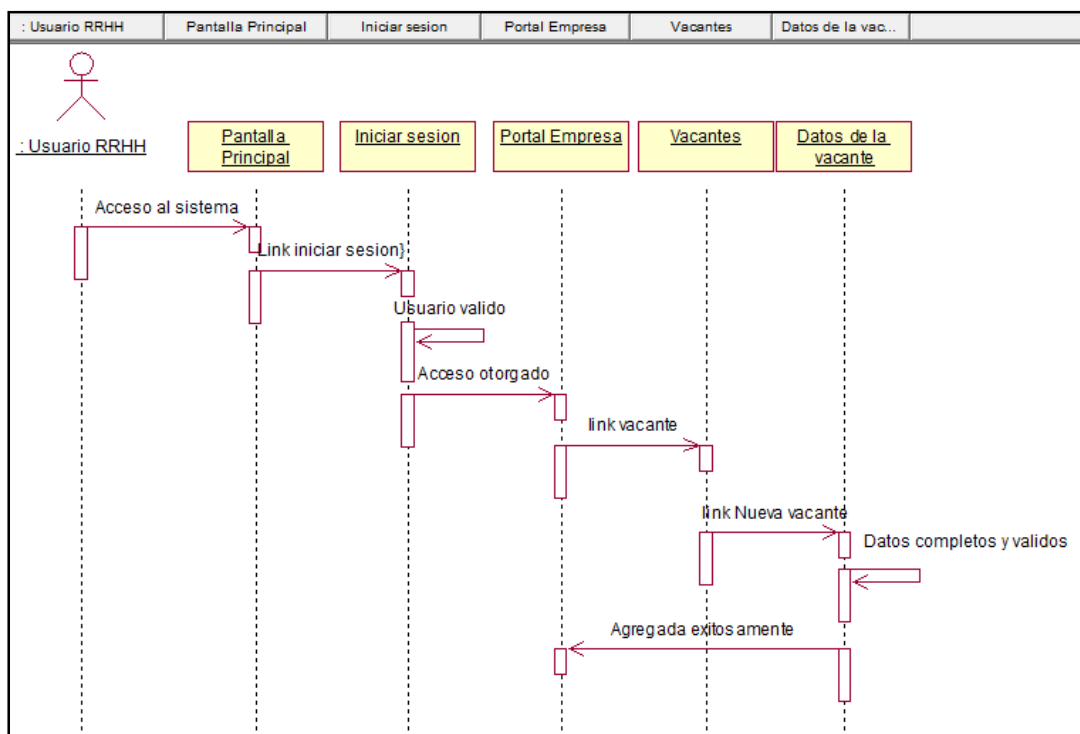 : Usuario RRHH
Pantalla Principal
Iniciar sesion
Portal Empresa
Vacantes
Datos de la vac...
: Usuario RRHH
Pantalla
Principal
Iniciar sesion
Portal Empresa
Vacantes
Datos de la
vacante
Acceso al sistema
Link iniciar sesion}
Usuario valido
Acceso otorgado
link vacante
link Nueva vacante
Datos completos y validos
Agregada exitosamente